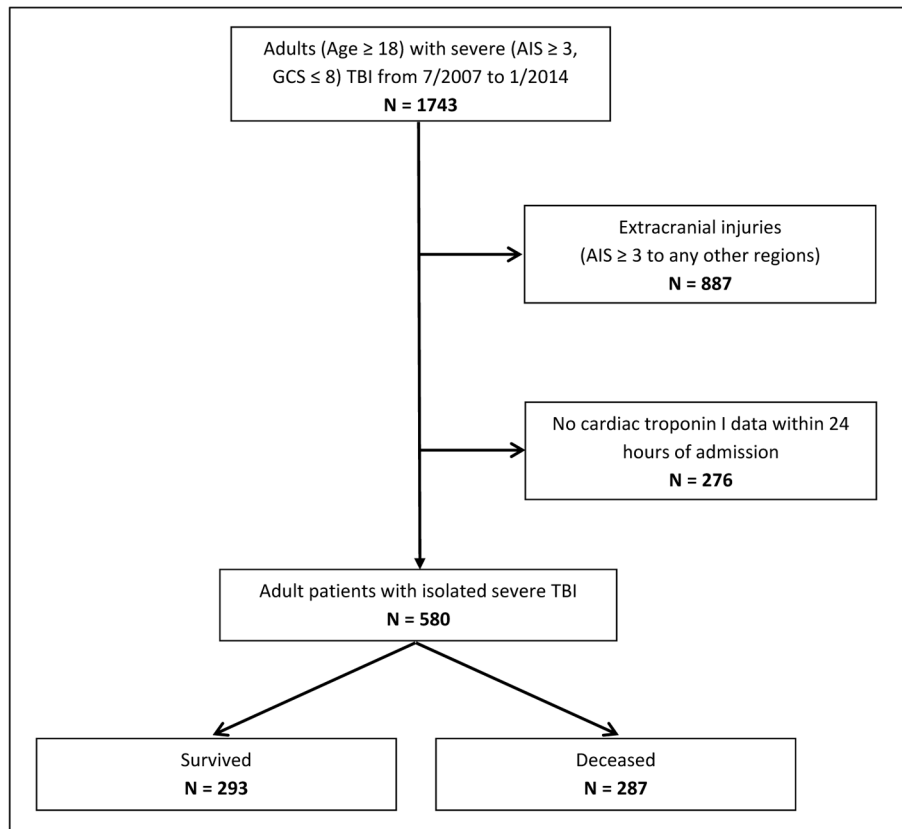 Adults (Age ≥ 18) with severe (AIS ≥ 3,
GCS ≤ 8) TBI from 7/2007 to 1/2014
N = 1743
Extracranial injuries
(AIS ≥ 3 to any other regions)
N = 887
No cardiac troponin I data within 24
hours of admission
N = 276
Adult patients with isolated severe TBI
N = 580
Survived
N = 293
Deceased
N = 287